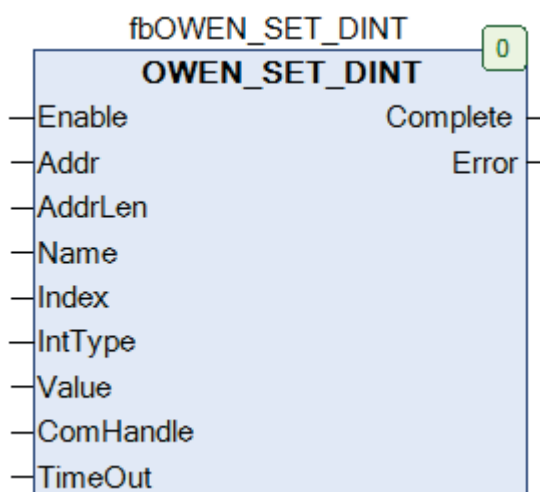 fbOWEN_SET_DINT
0
OWEN_SET_DINT
Enable Complete
Addr Error
AddrLen
Name
Index
IntType
Value
ComHandle
TimeOut